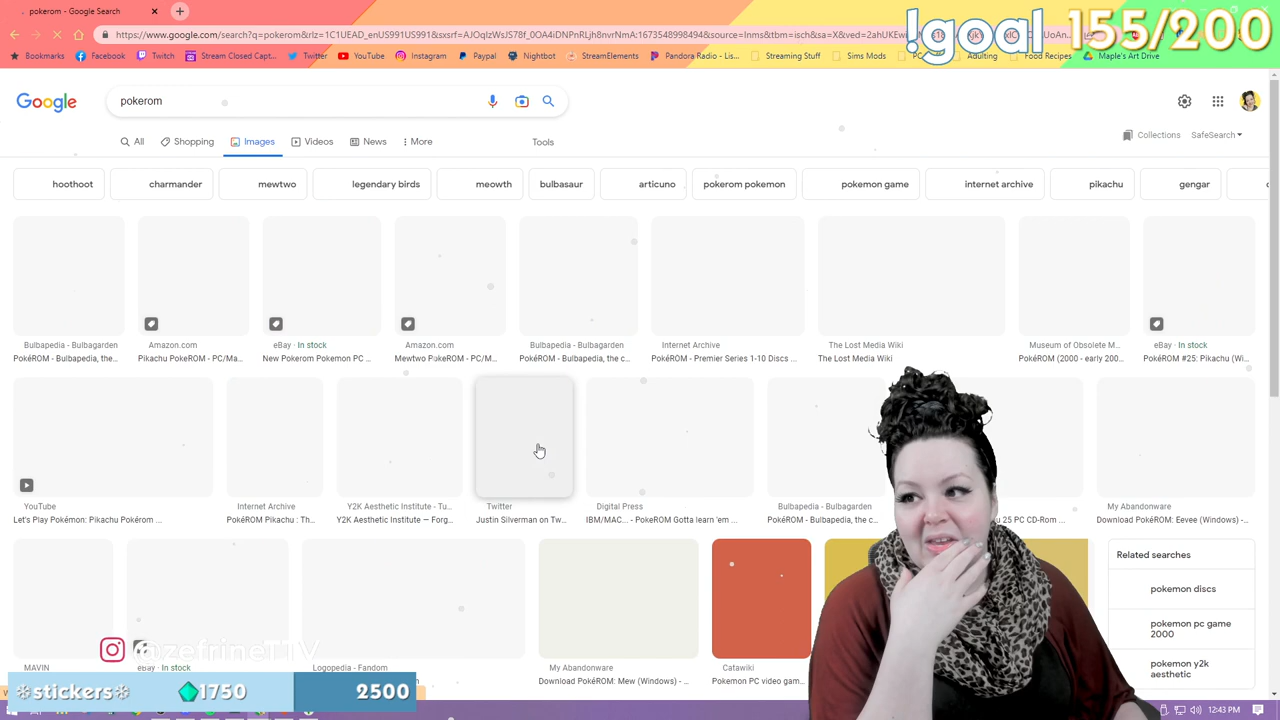 pokerom - Google Search
!goal 155/200
https://www.google.com/search?q=pokerom&rlz=1C1UEAD_enUS991US991&sxsrf=AJOqlzWsJS78f_0OA4iDNPnRLjh8nvrNmA:1673548998494&source=lnms&tbm=isch&sa=X&ved=2ahUKEw
Bookmarks Facebook Twitch Stream Closed Capt... Twitter YouTube Instagram Paypal Nightbot StreamElements Pandora Radio - Lis... Streaming Stuff Sims Mods Adulting Food Recipes Maple's Art Drive
Google pokerom
All Shopping Images Videos News More Tools
Collections SafeSearch
hoothoot charmander mewtwo legendary birds meowth bulbasaur articuno pokerom pokemon pokemon game internet archive pikachu gengar
Bulbapedia - Bulbagarden Amazon.com eBay · In stock Amazon.com Bulbapedia - Bulbagarden Internet Archive The Lost Media Wiki Museum of Obsolete M... eBay · In stock
PokéROM - Bulbapedia, the... Pikachu PokeROM - PC/Ma... New Pokerom Pokemon PC ... Mewtwo PokeROM - PC/M... PokéROM - Bulbapedia, the c... PokéROM - Premier Series 1-10 Discs ... The Lost Media Wiki PokéROM (2000 - early 200... PokéROM #25: Pikachu (Wi...
YouTube Internet Archive Y2K Aesthetic Institute - Tu... Twitter Digital Press Bulbapedia - Bulbagarden My Abandonware
Let's Play Pokémon: Pikachu Pokérom ... PokéROM Pikachu : Th... Y2K Aesthetic Institute — Forg... Justin Silverman on Tw... IBM/MAC... - PokeROM Gotta learn 'em ... PokéROM - Bulbapedia, the c... 25 PC CD-Rom ... Download PokéROM: Eevee (Windows) -...
Related searches
pokemon discs
pokemon pc game
2000
pokemon y2k
aesthetic
@zefrineTTV
MAVIN eBay · In stock Logopedia - Fandom My Abandonware Catawiki
Download PokéROM: Mew (Windows) - ... Pokemon PC video gam...
*stickers* 1750 2500
12:43 PM